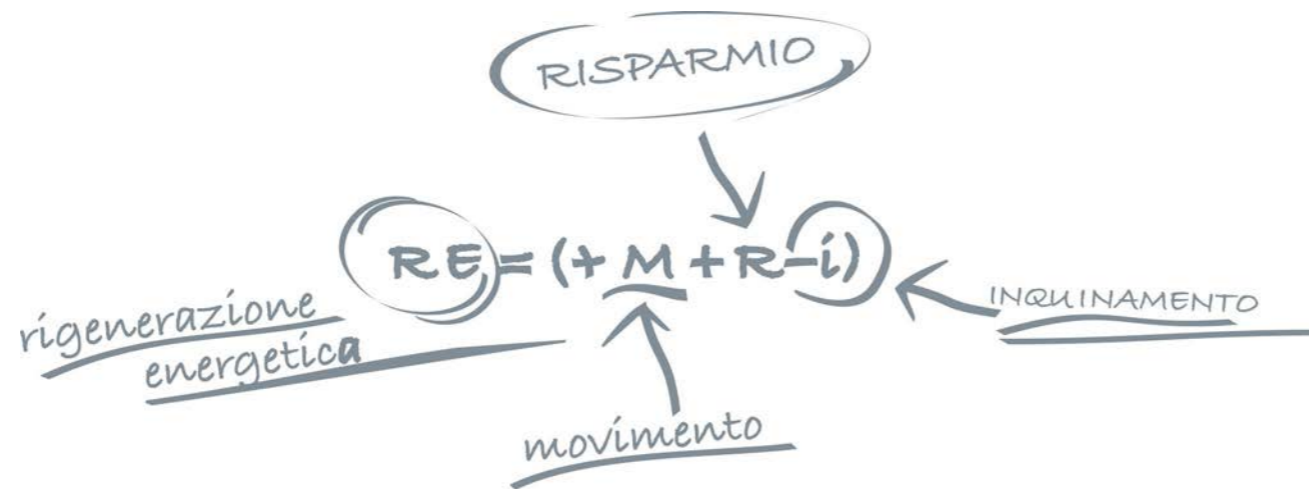 RISPARMIO
RE = (+ M + R - i)
rigenerazione
energetica
INQUINAMENTO
movimento